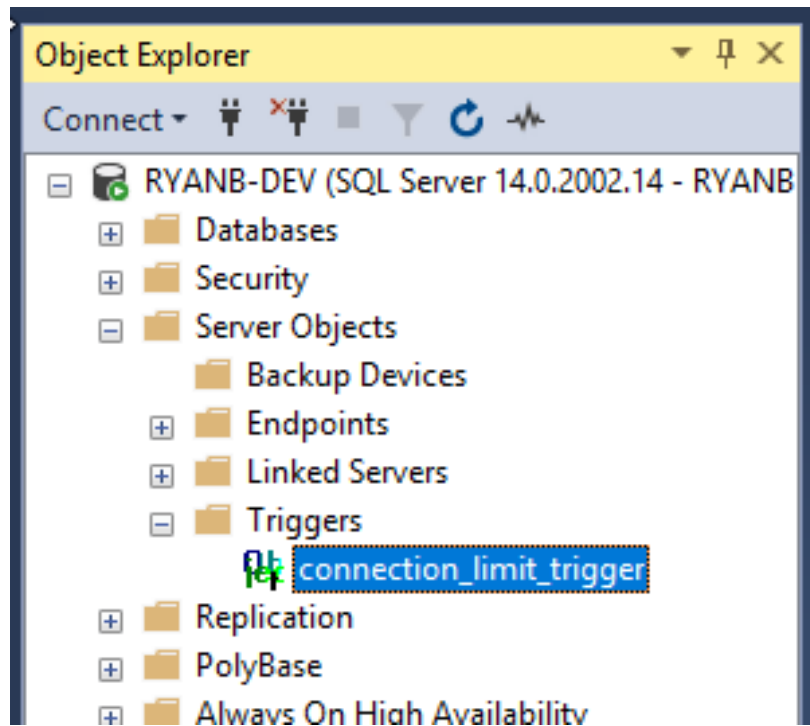 Object Explorer
Connect
RYANB-DEV (SQL Server 14.0.2002.14 - RYANB
Databases
Security
Server Objects
Backup Devices
Endpoints
Linked Servers
Triggers
connection_limit_trigger
Replication
PolyBase
Always On High Availability